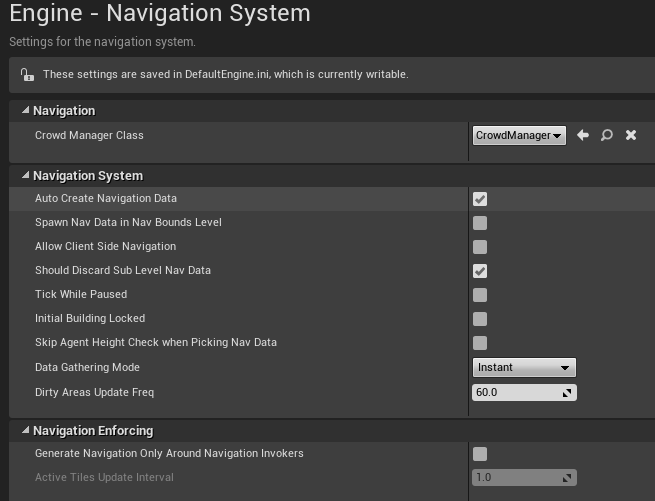 Engine - Navigation System
Settings for the navigation system.
These settings are saved in DefaultEngine.ini, which is currently writable.
Navigation
Crowd Manager Class CrowdManager
Navigation System
Auto Create Navigation Data
Spawn Nav Data in Nav Bounds Level
Allow Client Side Navigation
Should Discard Sub Level Nav Data
Tick While Paused
Initial Building Locked
Skip Agent Height Check when Picking Nav Data
Data Gathering Mode Instant
Dirty Areas Update Freq 60.0
Navigation Enforcing
Generate Navigation Only Around Navigation Invokers
Active Tiles Update Interval 1.0